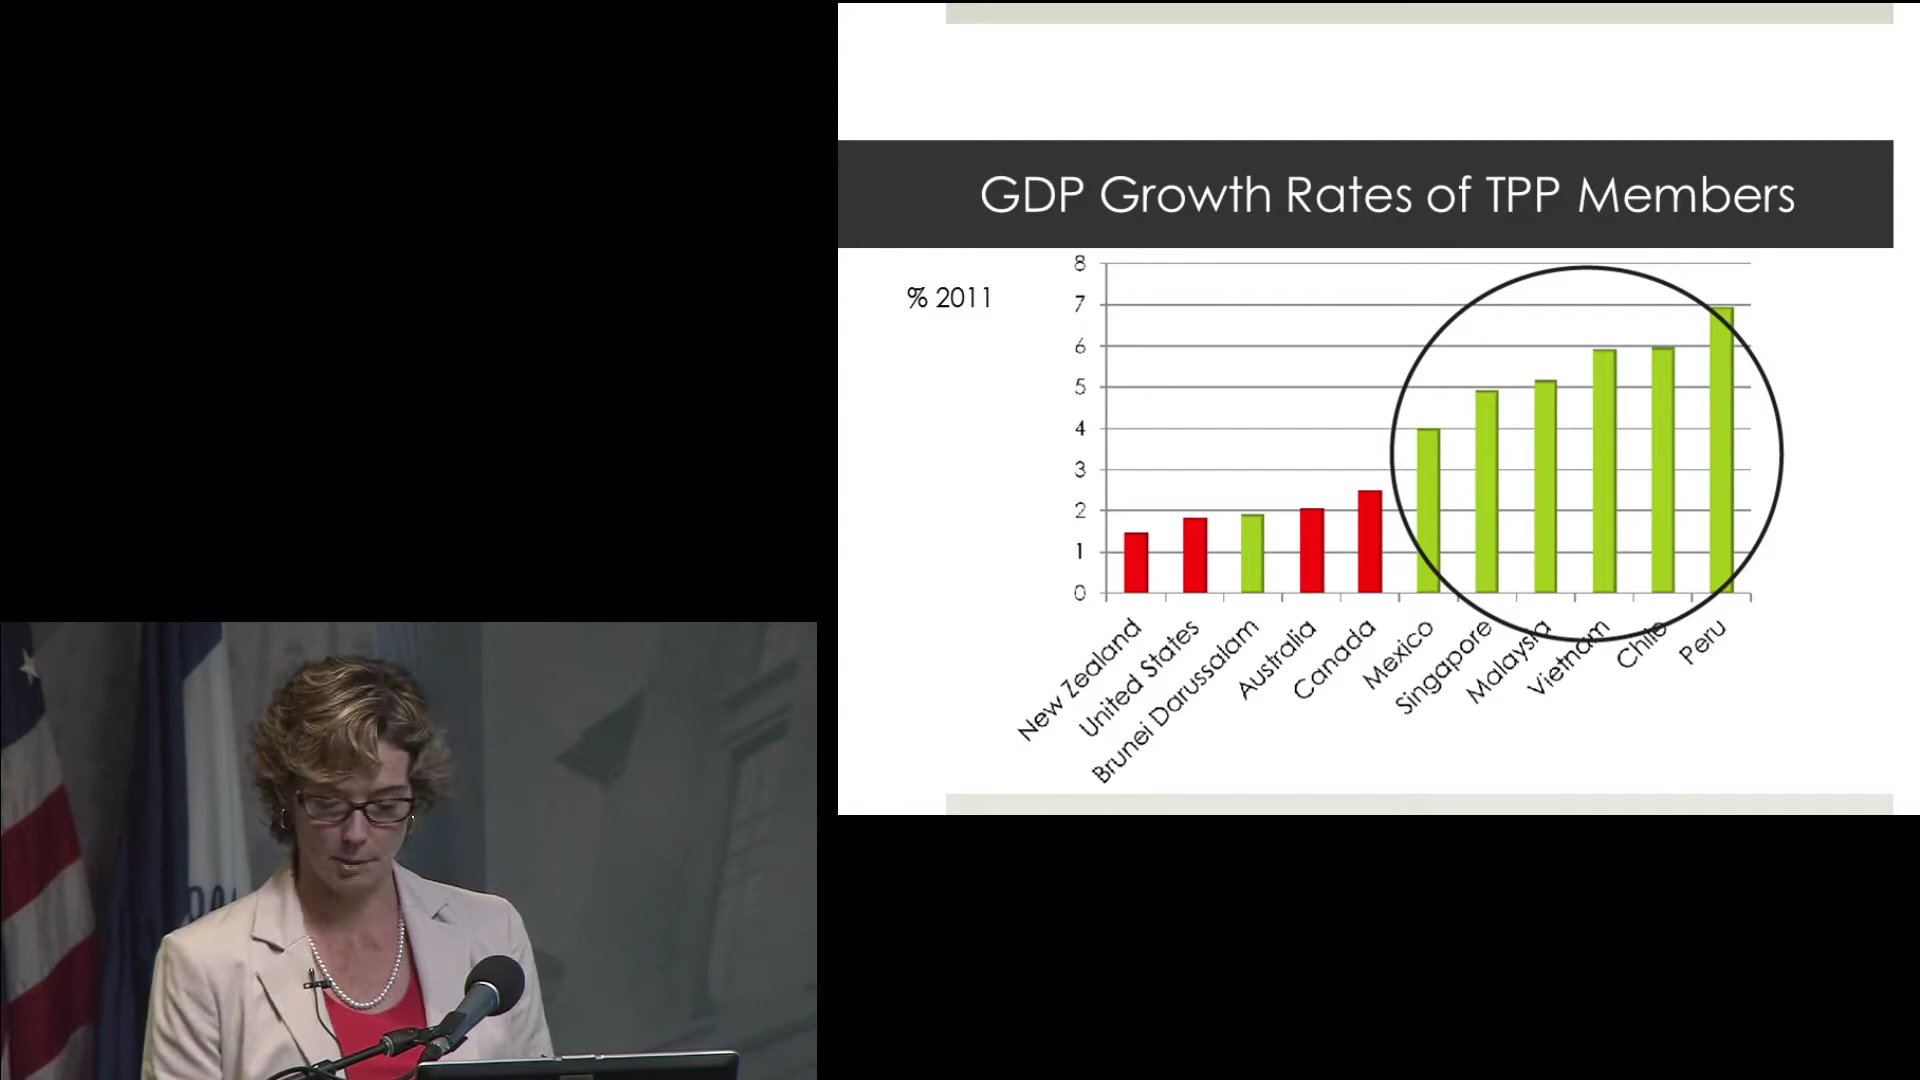 GDP Growth Rates of TPP Members
% 2011
8
7
6
5
4
3
2
1
0
New Zealand
United States
Brunei Darussalam
Australia
Canada
Mexico
Singapore
Malaysia
Vietnam
Chile
Peru